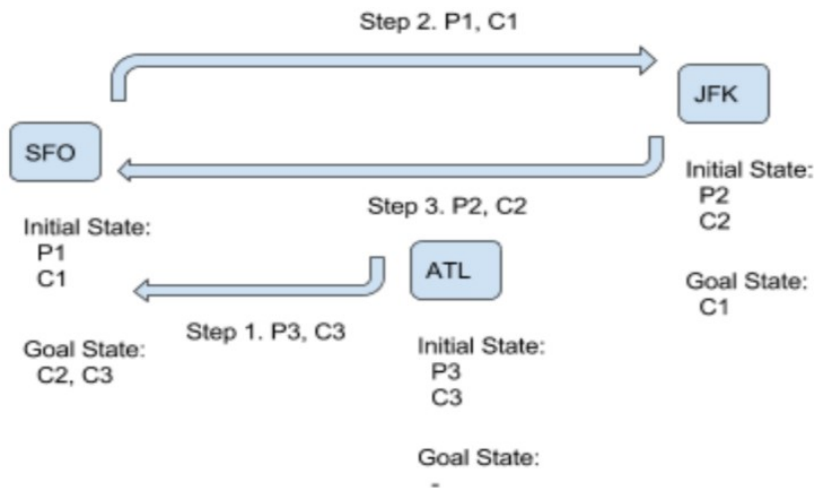 Step 2. P1, C1
JFK
SFO
Initial State:
P2
C2
Step 3. P2, C2
Initial State:
P1
C1
ATL
Goal State:
C1
Step 1. P3, C3
Goal State:
C2, C3
Initial State:
P3
C3
Goal State:
-